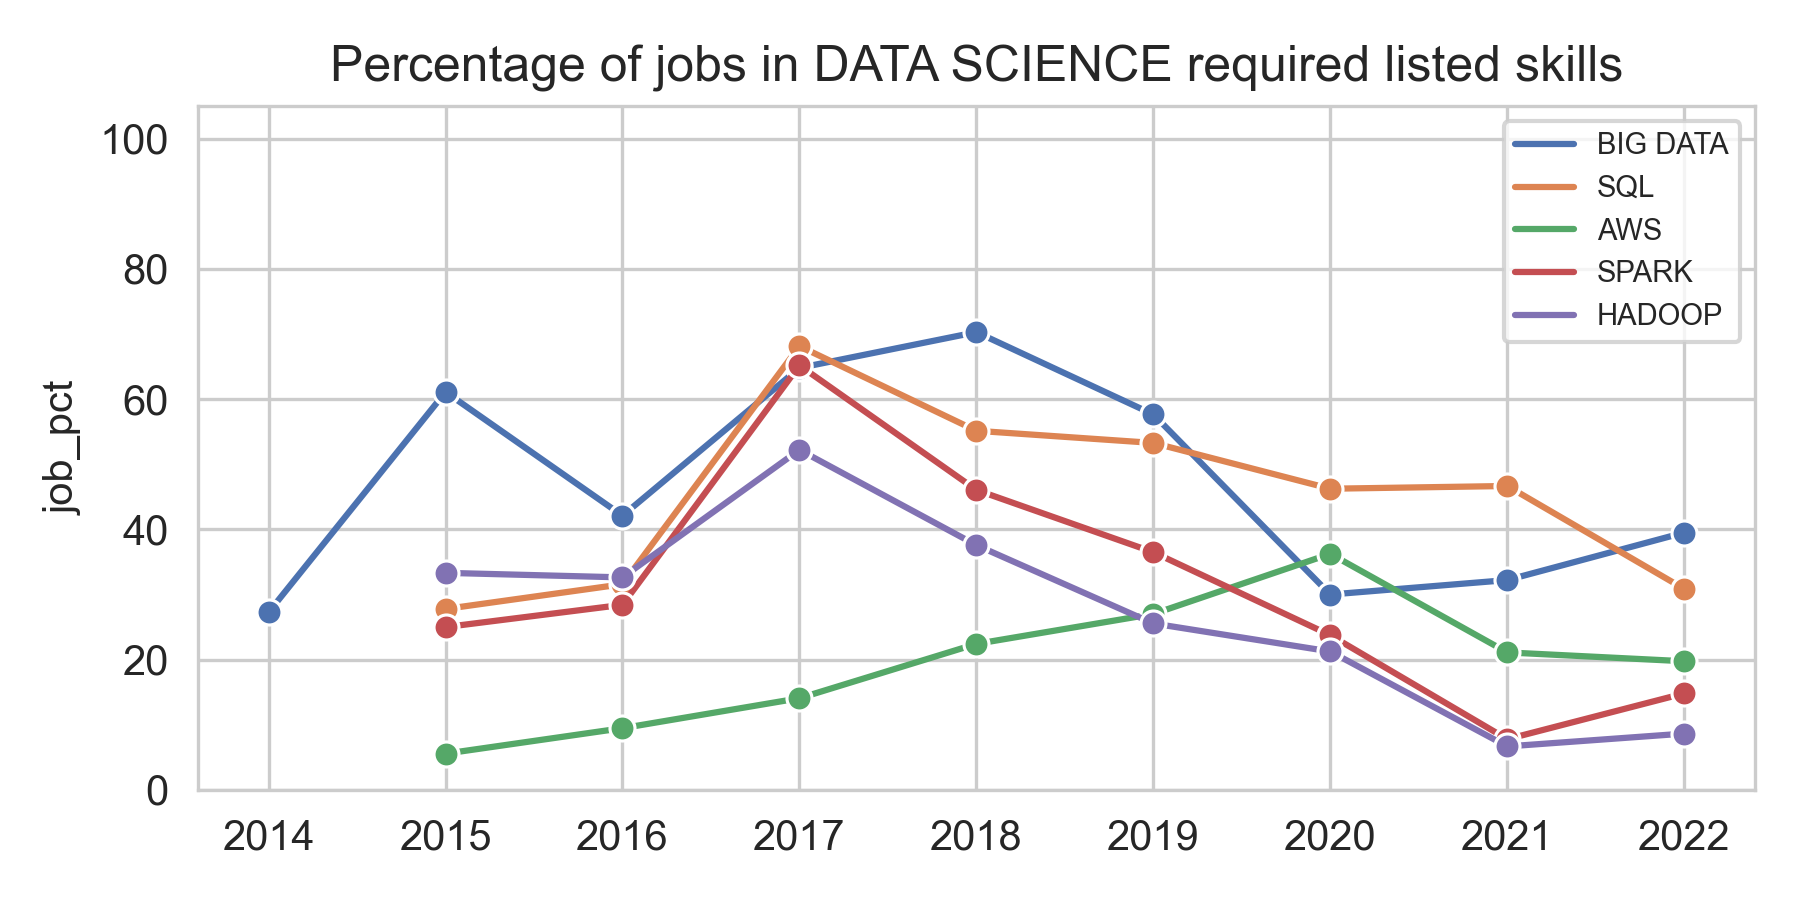 Percentage of jobs in DATA SCIENCE required listed skills
job_pct
100
80
60
40
20
0
BIG DATA
SQL
AWS
SPARK
HADOOP
2014 2015 2016 2017 2018 2019 2020 2021 2022